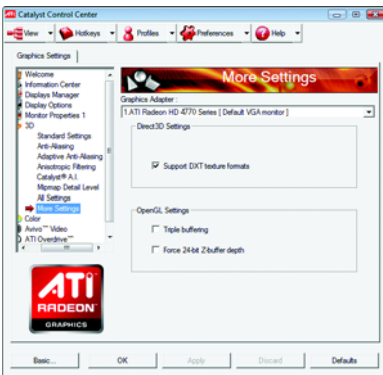 Catalyst Control Center
View Hotkeys Profiles Preferences Help
Graphics Settings
Welcome
Information Center
Displays Manager
Display Options
Monitor Properties 1
3D
Standard Settings
Anti-Aliasing
Adaptive Anti-Aliasing
Anisotropic Filtering
Catalyst® A.I.
Mipmap Detail Level
All Settings
More Settings
Color
Avivo™ Video
ATI Overdrive™
More Settings
Graphics Adapter :
1.ATI Radeon HD 4770 Series [ Default VGA monitor ]
Direct3D Settings
Support DXT texture formats
OpenGL Settings
Triple buffering
Force 24-bit Z-buffer depth
ATI
RADEON
GRAPHICS
Basic... OK Apply Discard Defaults